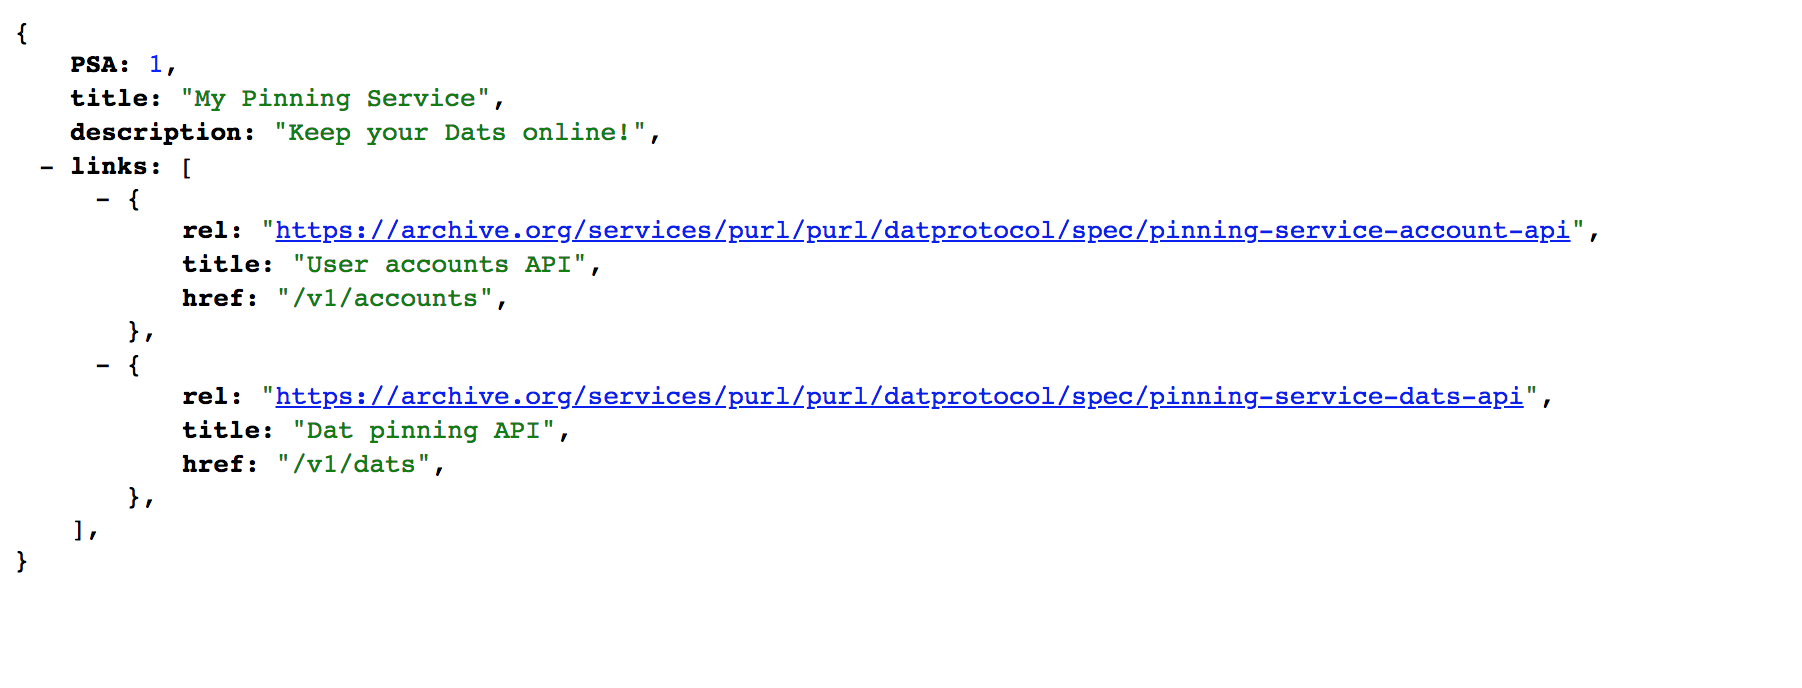 {
PSA: 1,
title: "My Pinning Service",
description: "Keep your Dats online!",
- links: [
- {
rel: "https://archive.org/services/purl/purl/datprotocol/spec/pinning-service-account-api",
title: "User accounts API",
href: "/v1/accounts",
},
- {
rel: "https://archive.org/services/purl/purl/datprotocol/spec/pinning-service-dats-api",
title: "Dat pinning API",
href: "/v1/dats",
},
],
}